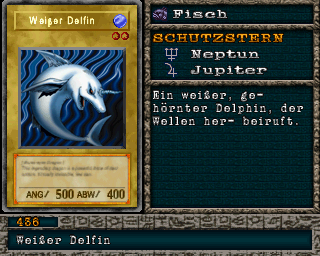 Weißer Delfin
ANG/ 500 ABW/ 400
Fisch
SCHUTZSTERN
Neptun
Jupiter
Ein weißer, ge-
hörnter Delphin, der
Wellen her- beiruft.
436
Weißer Delfin